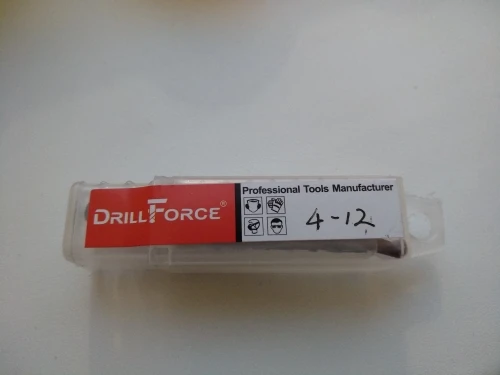 DRILLFORCE®
Professional Tools Manufacturer
4-12